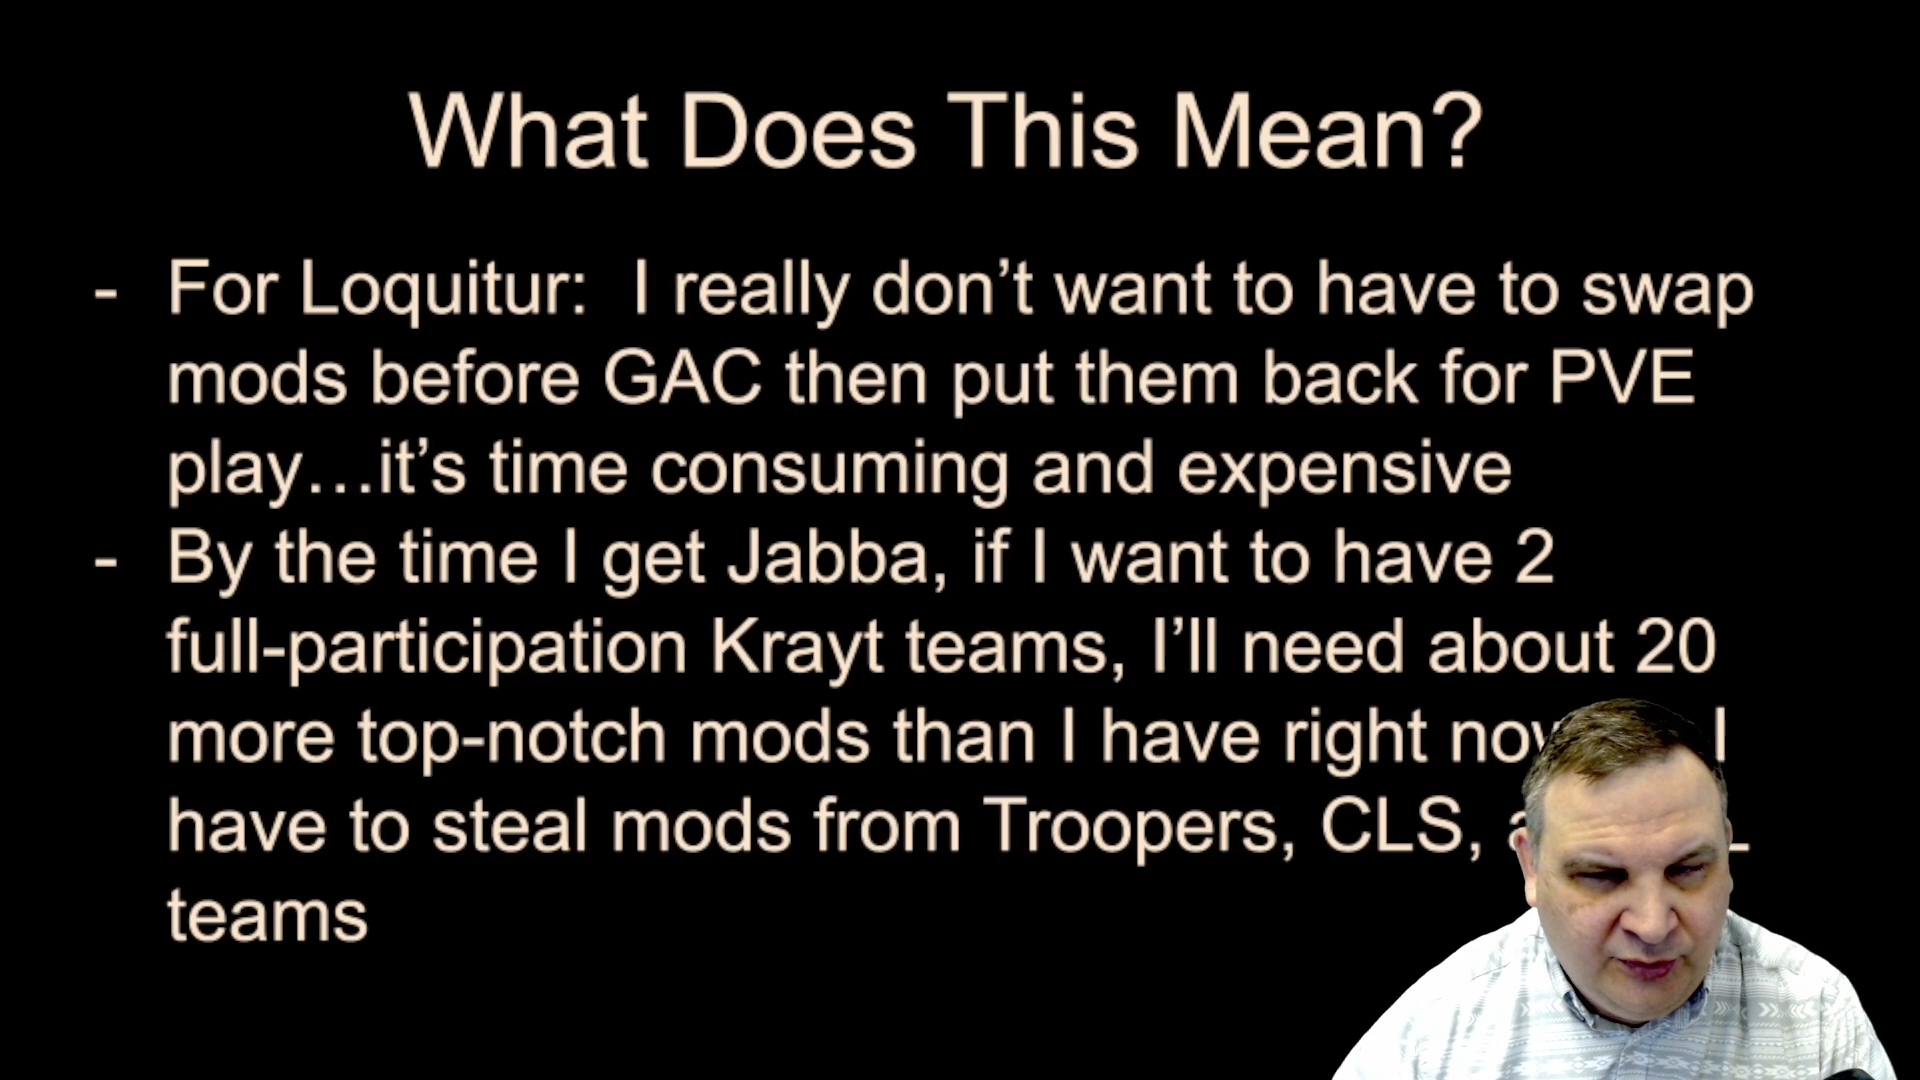 What Does This Mean?
- For Loquitur: I really don't want to have to swap
mods before GAC then put them back for PVE
play…it's time consuming and expensive
- By the time I get Jabba, if I want to have 2
full-participation Krayt teams, I'll need about 20
more top-notch mods than I have right I
have to steal mods from Troopers, CLS,
teams